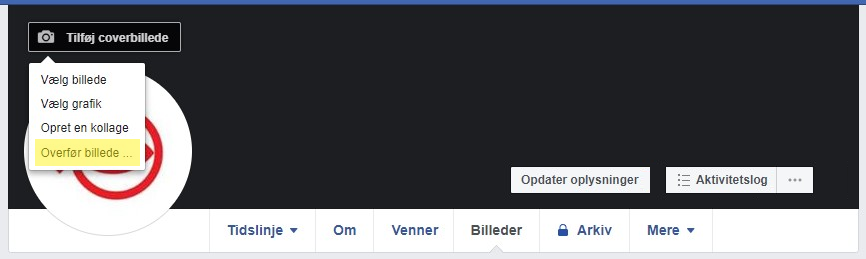 Tilføj coverbillede
Vælg billede
Vælg grafik
Opret en kollage
Overfør billede ...
Opdater oplysninger
Aktivitetslog
Tidslinje
Om
Venner
Billeder
Arkiv
Mere